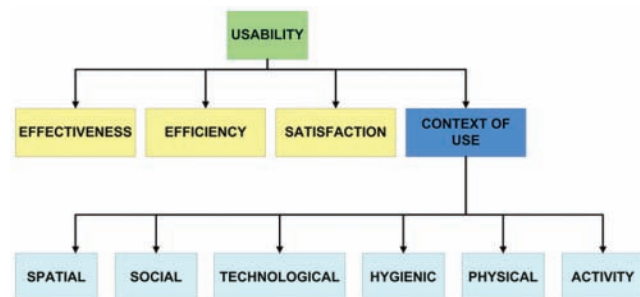 USABILITY
EFFECTIVENESS
EFFICIENCY
SATISFACTION
CONTEXT OF
USE
SPATIAL
SOCIAL
TECHNOLOGICAL
HYGIENIC
PHYSICAL
ACTIVITY